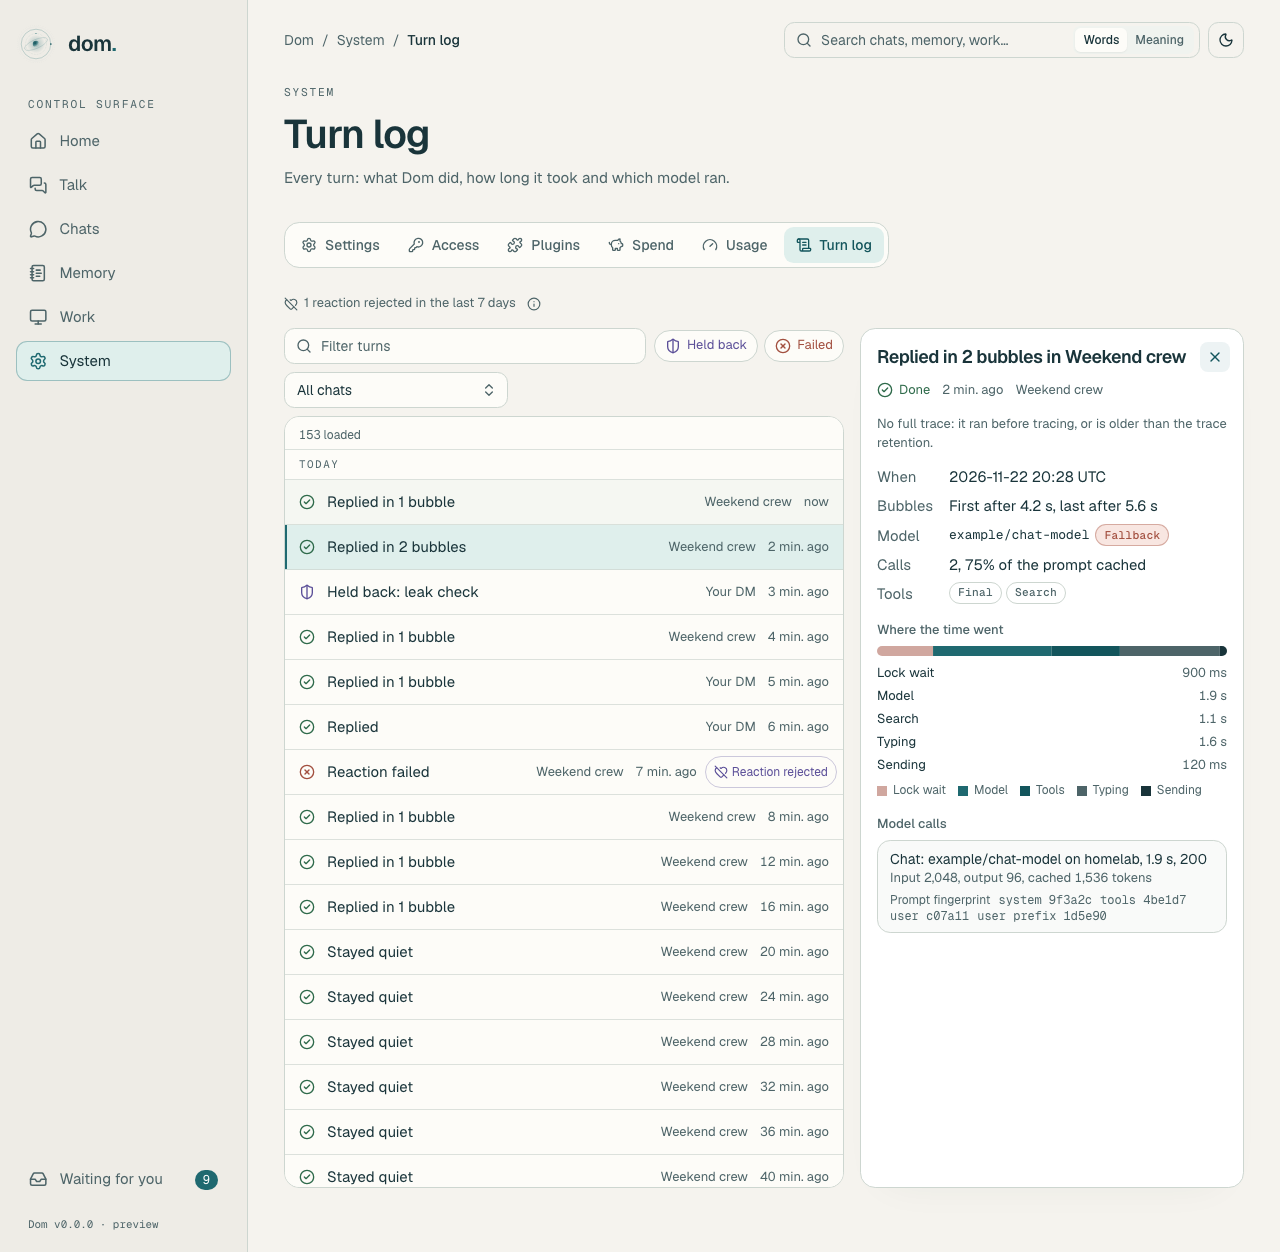 dom.
CONTROL SURFACE
Home
Talk
Chats
Memory
Work
System
Waiting for you 9
Dom v0.0.0 · preview
Dom / System / Turn log
Search chats, memory, work… Words Meaning
SYSTEM
Turn log
Every turn: what Dom did, how long it took and which model ran.
Settings Access Plugins Spend Usage Turn log
1 reaction rejected in the last 7 days
Filter turns Held back Failed
All chats
153 loaded
TODAY
Replied in 1 bubble Weekend crew now
Replied in 2 bubbles Weekend crew 2 min. ago
Held back: leak check Your DM 3 min. ago
Replied in 1 bubble Weekend crew 4 min. ago
Replied in 1 bubble Your DM 5 min. ago
Replied Your DM 6 min. ago
Reaction failed Weekend crew 7 min. ago Reaction rejected
Replied in 1 bubble Weekend crew 8 min. ago
Replied in 1 bubble Weekend crew 12 min. ago
Replied in 1 bubble Weekend crew 16 min. ago
Stayed quiet Weekend crew 20 min. ago
Stayed quiet Weekend crew 24 min. ago
Stayed quiet Weekend crew 28 min. ago
Stayed quiet Weekend crew 32 min. ago
Stayed quiet Weekend crew 36 min. ago
Stayed quiet Weekend crew 40 min. ago
Replied in 2 bubbles in Weekend crew
Done 2 min. ago Weekend crew
No full trace: it ran before tracing, or is older than the trace
retention.
When 2026-11-22 20:28 UTC
Bubbles First after 4.2 s, last after 5.6 s
Model example/chat-model Fallback
Calls 2, 75% of the prompt cached
Tools Final Search
Where the time went
Lock wait 900 ms
Model 1.9 s
Search 1.1 s
Typing 1.6 s
Sending 120 ms
Lock wait Model Tools Typing Sending
Model calls
Chat: example/chat-model on homelab, 1.9 s, 200
Input 2,048, output 96, cached 1,536 tokens
Prompt fingerprint system 9f3a2c tools 4be1d7
user c07a11 user prefix 1d5e90